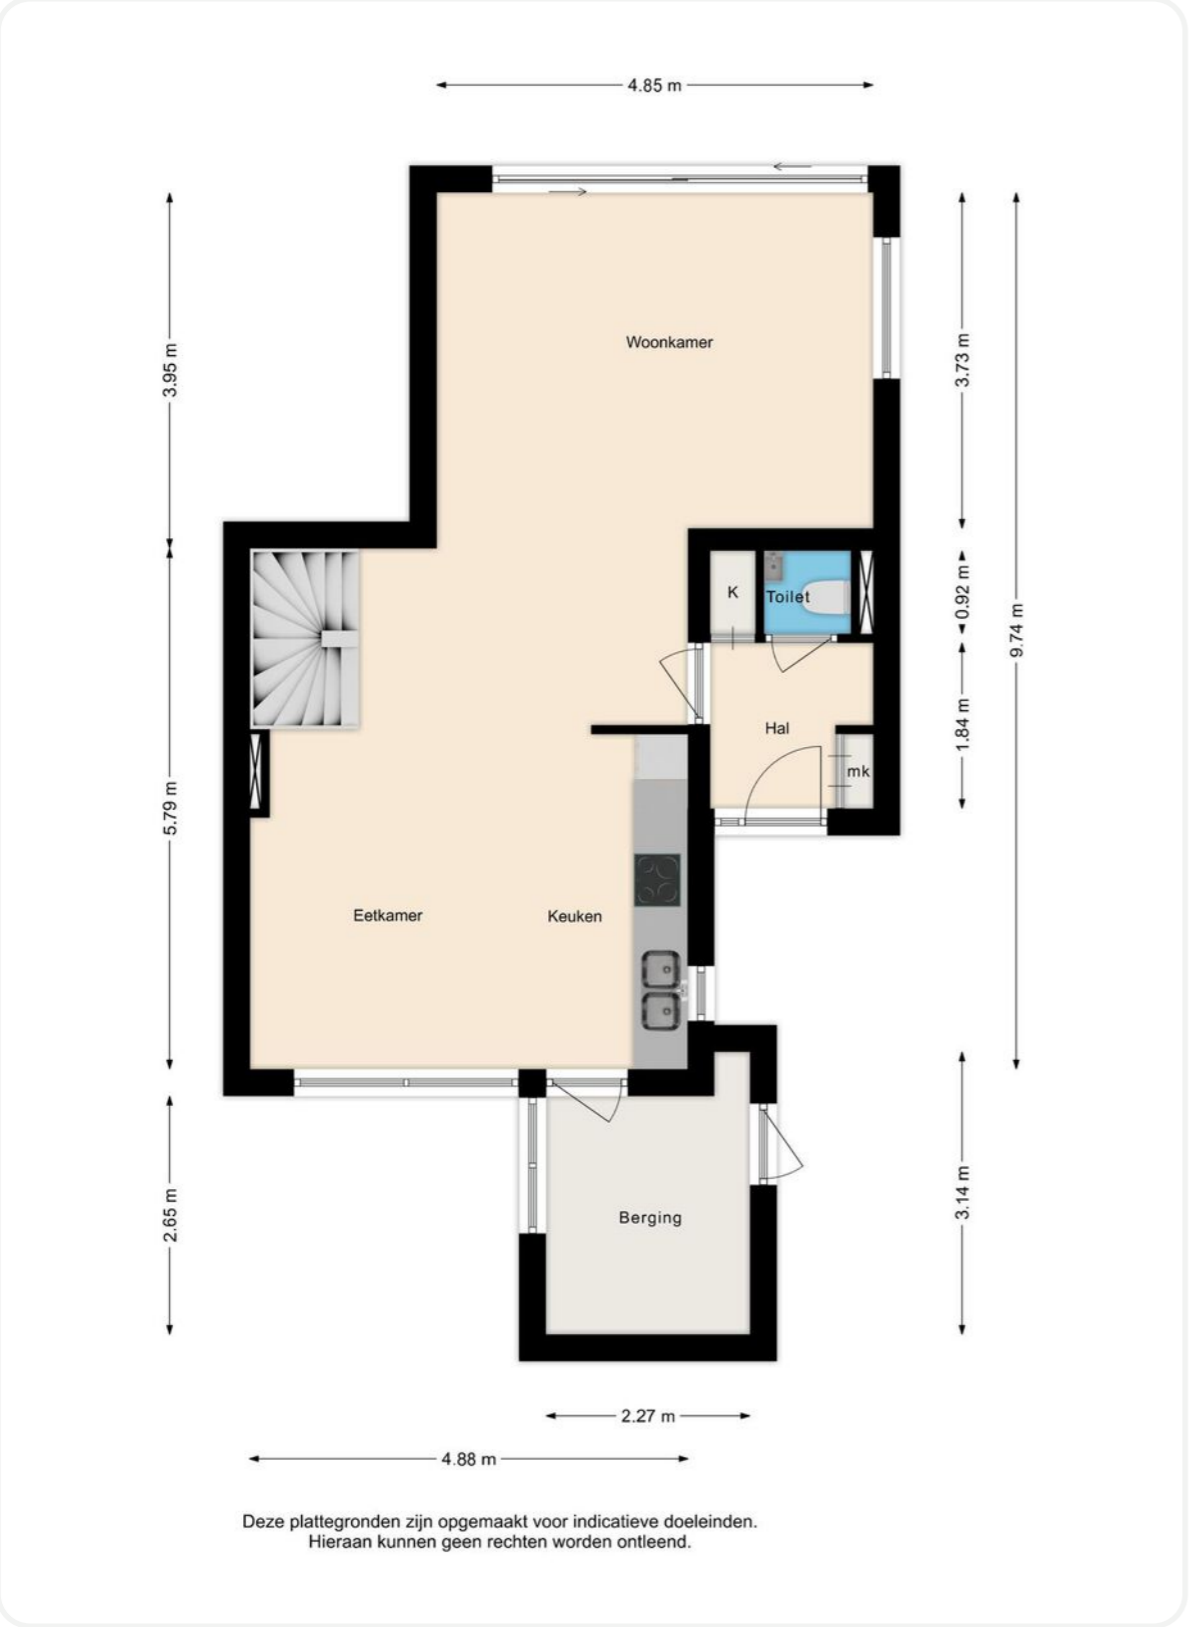 4.85 m
3.95 m
Woonkamer
3.73 m
K
Toilet
0.92 m
9.74 m
Hal
1.84 m
mk
5.79 m
Eetkamer
Keuken
2.65 m
Berging
3.14 m
2.27 m
4.88 m
Deze plattegronden zijn opgemaakt voor indicatieve doeleinden.
Hieraan kunnen geen rechten worden ontleend.